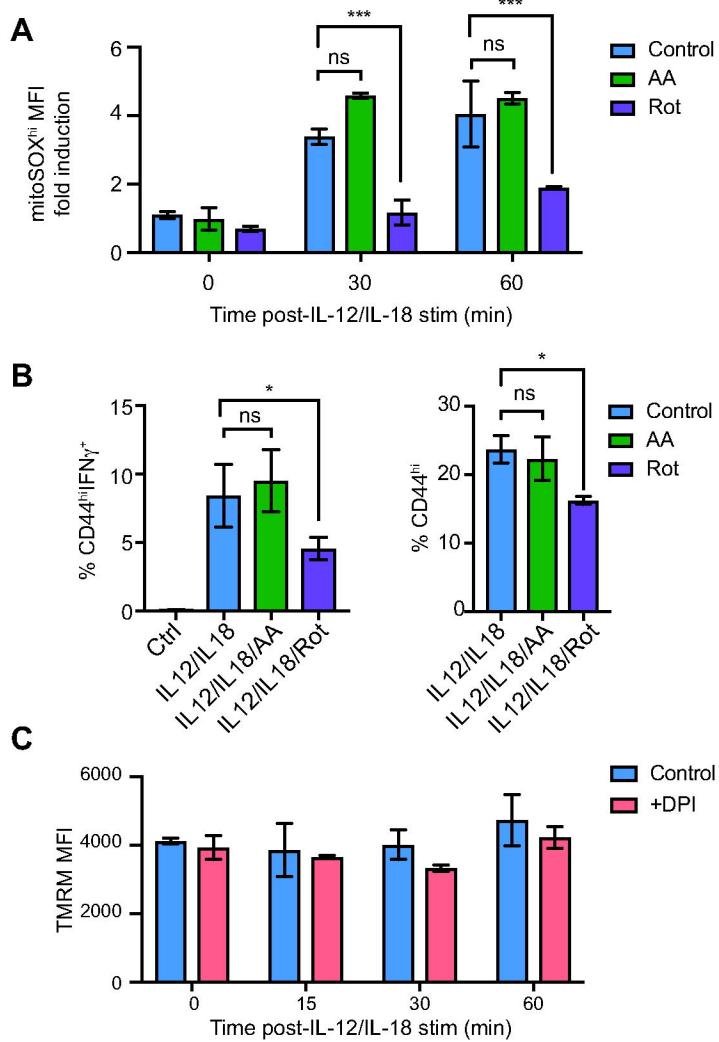 A
***
***
ns
ns
Control
AA
Rot
mitoSOXhi MFI
fold induction
6
4
2
0
0
30
60
Time post-IL-12/IL-18 stim (min)
B
*
ns
% CD44hiIFNγ+
15
10
5
0
Ctrl
IL12/IL18
IL12/IL18/AA
IL12/IL18/Rot
*
ns
% CD44hi
30
20
10
0
IL12/IL18
IL12/IL18/AA
IL12/IL18/Rot
Control
AA
Rot
C
TMRM MFI
6000
4000
2000
0
0
15
30
60
Time post-IL-12/IL-18 stim (min)
Control
+DPI